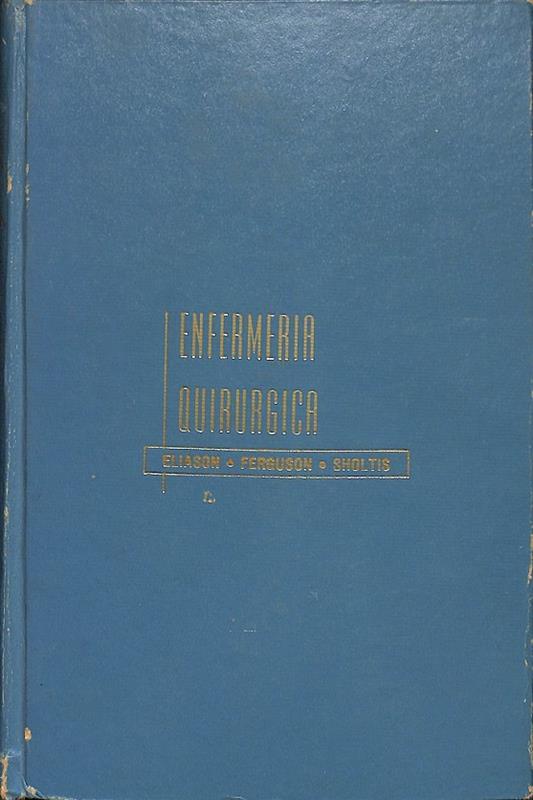 ENFERMERIA
QUIRURGICA
ELIASON • FERGUSON • SHOLTIS